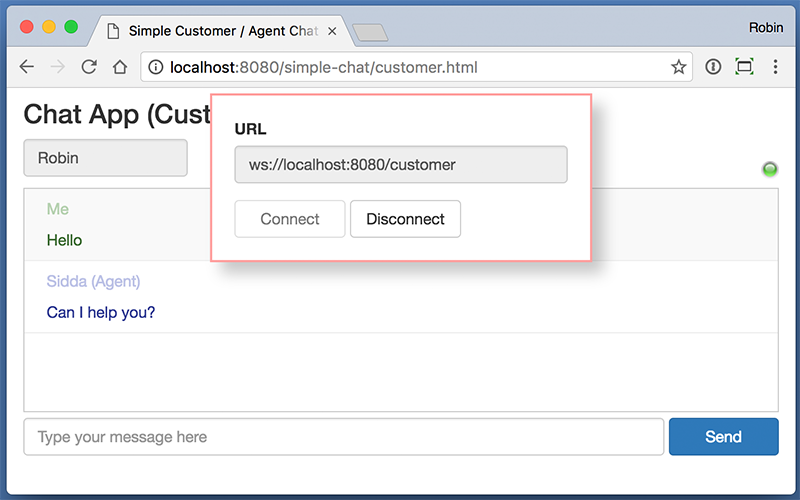 Simple Customer / Agent Chat
Robin
localhost:8080/simple-chat/customer.html
Chat App (Cust
URL
Robin
ws://localhost:8080/customer
Connect
Disconnect
Me
Hello
Sidda (Agent)
Can I help you?
Type your message here
Send